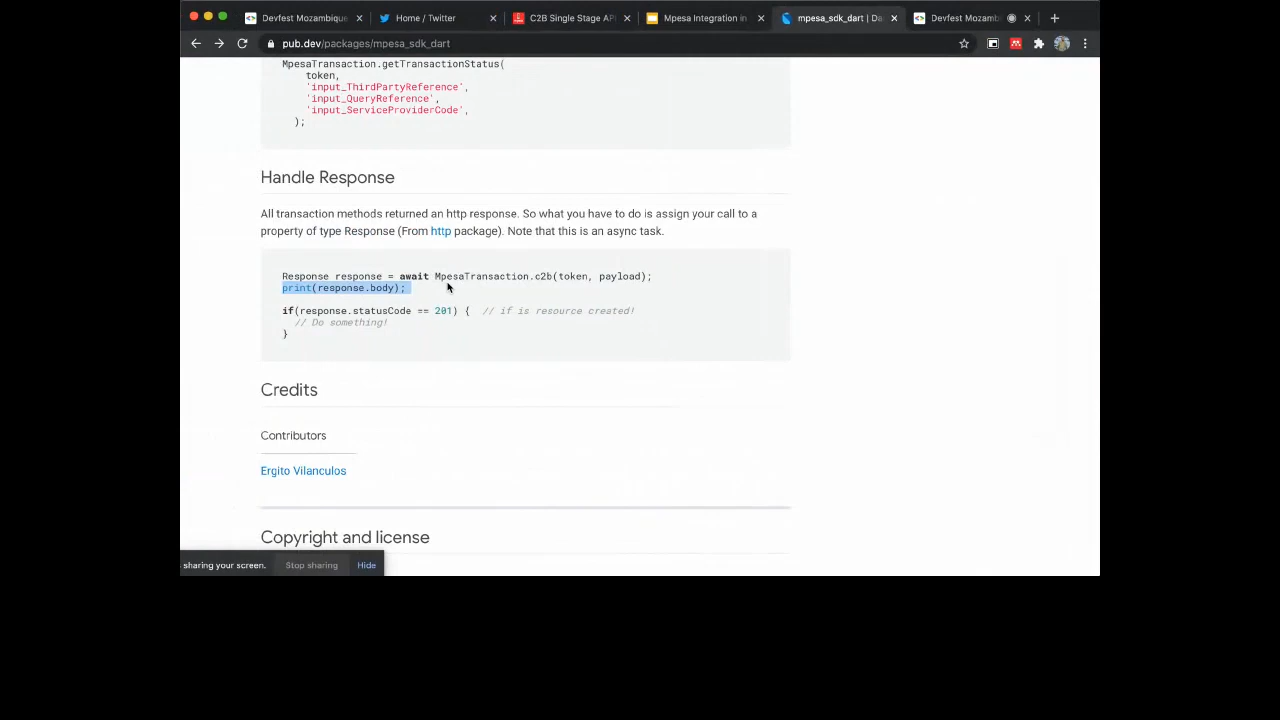 Devfest Mozambique
Home / Twitter
C2B Single Stage API
Mpesa Integration in
mpesa_sdk_dart | Da
Devfest Mozamb
pub.dev/packages/mpesa_sdk_dart
MpesaTransaction.getTransactionStatus(
token,
'input_ThirdPartyReference',
'input_QueryReference',
'input_ServiceProviderCode',
);
Handle Response
All transaction methods returned an http response. So what you have to do is assign your call to a
property of type Response (From http package). Note that this is an async task.
Response response = await MpesaTransaction.c2b(token, payload);
print(response.body);
if(response.statusCode == 201) {  // if is resource created!
// Do something!
}
Credits
Contributors
Ergito Vilanculos
Copyright and license
sharing your screen.
Stop sharing
Hide